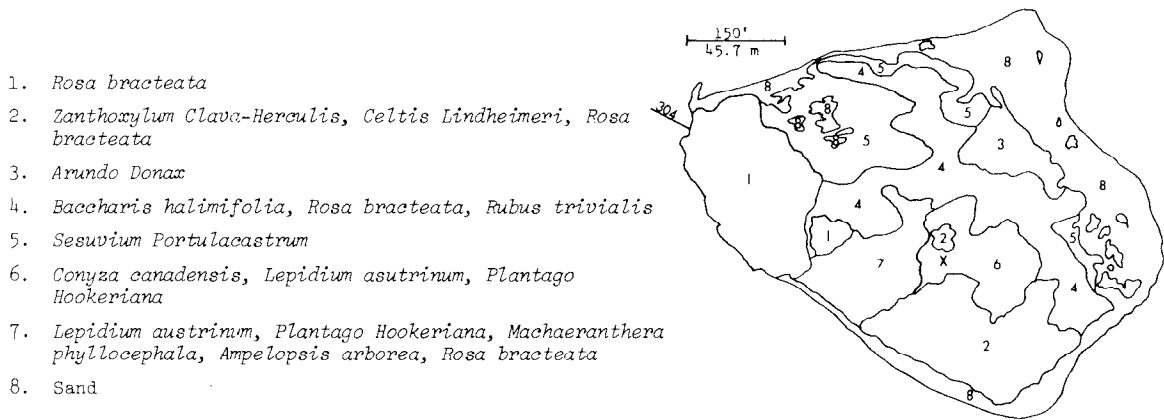 1. Rosa bracteata
2. Zanthoxylum Clava-Herculis, Celtis Lindheimeri, Rosa
bracteata
3. Arundo Donax
4. Baccharis halimifolia, Rosa bracteata, Rubus trivialis
5. Sesuvium Portulacastrum
6. Conyza canadensis, Lepidium asutrinum, Plantago
Hookeriana
7. Lepidium austrinum, Plantago Hookeriana, Machaeranthera
phyllocephala, Ampelopsis arborea, Rosa bracteata
8. Sand
150'
45.7 m
304
8
4 5
8
8
8
8
5
5
3
4
1
8
4
1
2
5
X
7
6
4
2
8